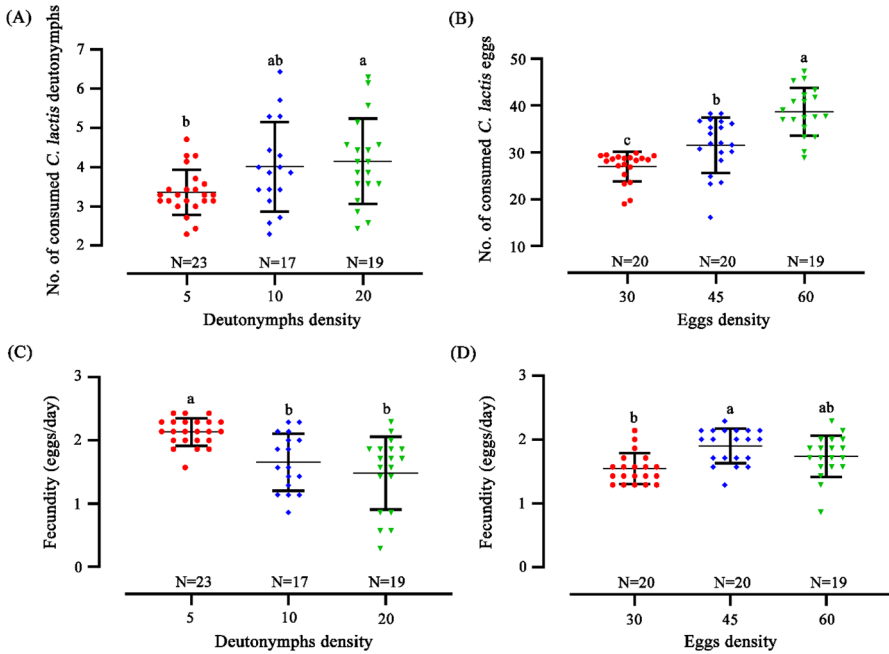 (A)
No. of consumed C. lactis deutonymphs
7
6
5
4
3
2
b
ab
a
N=23
N=17
N=19
5
10
20
Deutonymphs density
(B)
No. of consumed C. lactis eggs
50
40
30
20
10
c
b
a
N=20
N=20
N=19
30
45
60
Eggs density
(C)
Fecundity (eggs/day)
3
2
1
0
a
b
b
N=23
N=17
N=19
5
10
20
Deutonymphs density
(D)
Fecundity (eggs/day)
3
2
1
0
b
a
ab
N=20
N=20
N=19
30
45
60
Eggs density